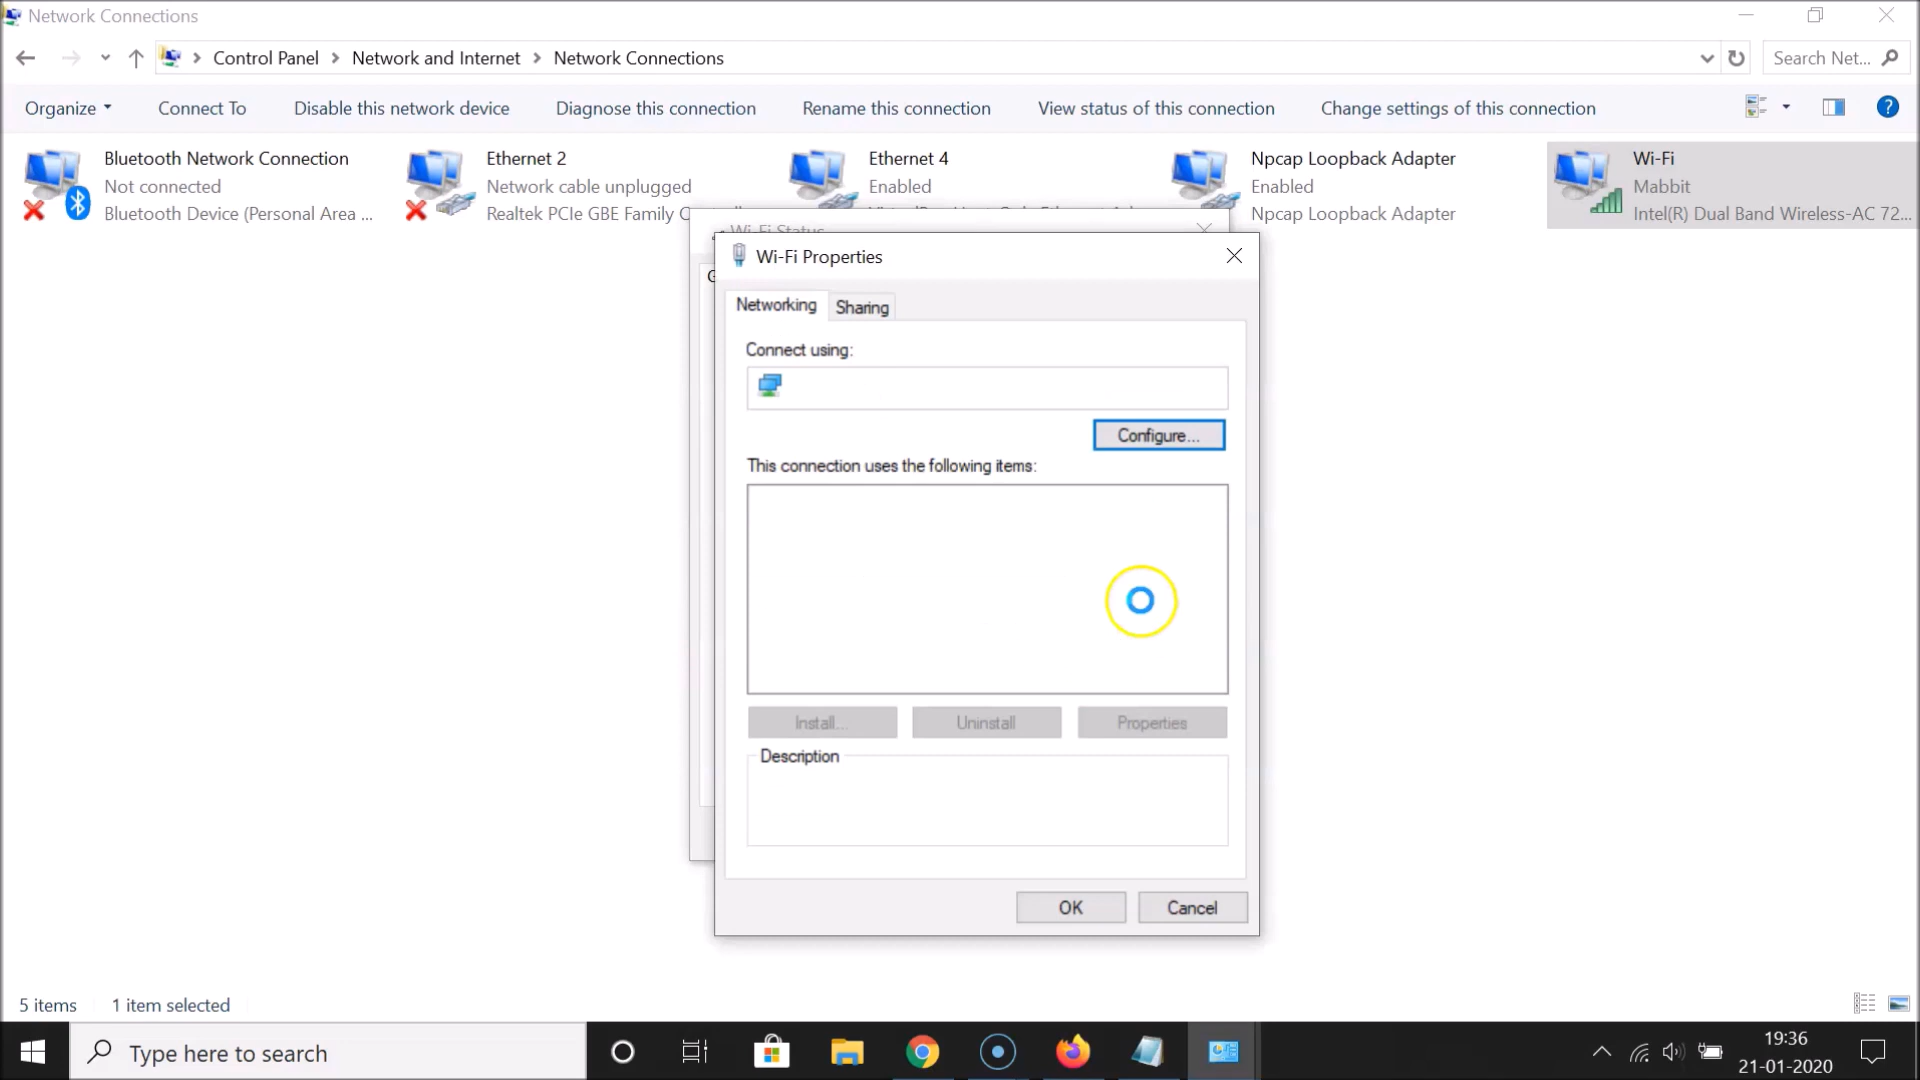 Network Connections
Control Panel
Network and Internet
Network Connections
Search Net...
Organize
Connect To
Disable this network device
Diagnose this connection
Rename this connection
View status of this connection
Change settings of this connection
Bluetooth Network Connection
Not connected
Bluetooth Device (Personal Area ...
Ethernet 2
Network cable unplugged
Realtek PCIe GBE Family
Ethernet 4
Enabled
Npcap Loopback Adapter
Enabled
Npcap Loopback Adapter
Wi-Fi
Mabbit
Intel(R) Dual Band Wireless-AC 72...
Wi-Fi Status
Wi-Fi Properties
Networking
Sharing
Connect using:
Configure...
This connection uses the following items:
Install...
Uninstall
Properties
Description
OK
Cancel
5 items
1 item selected
Type here to search
19:36
21-01-2020